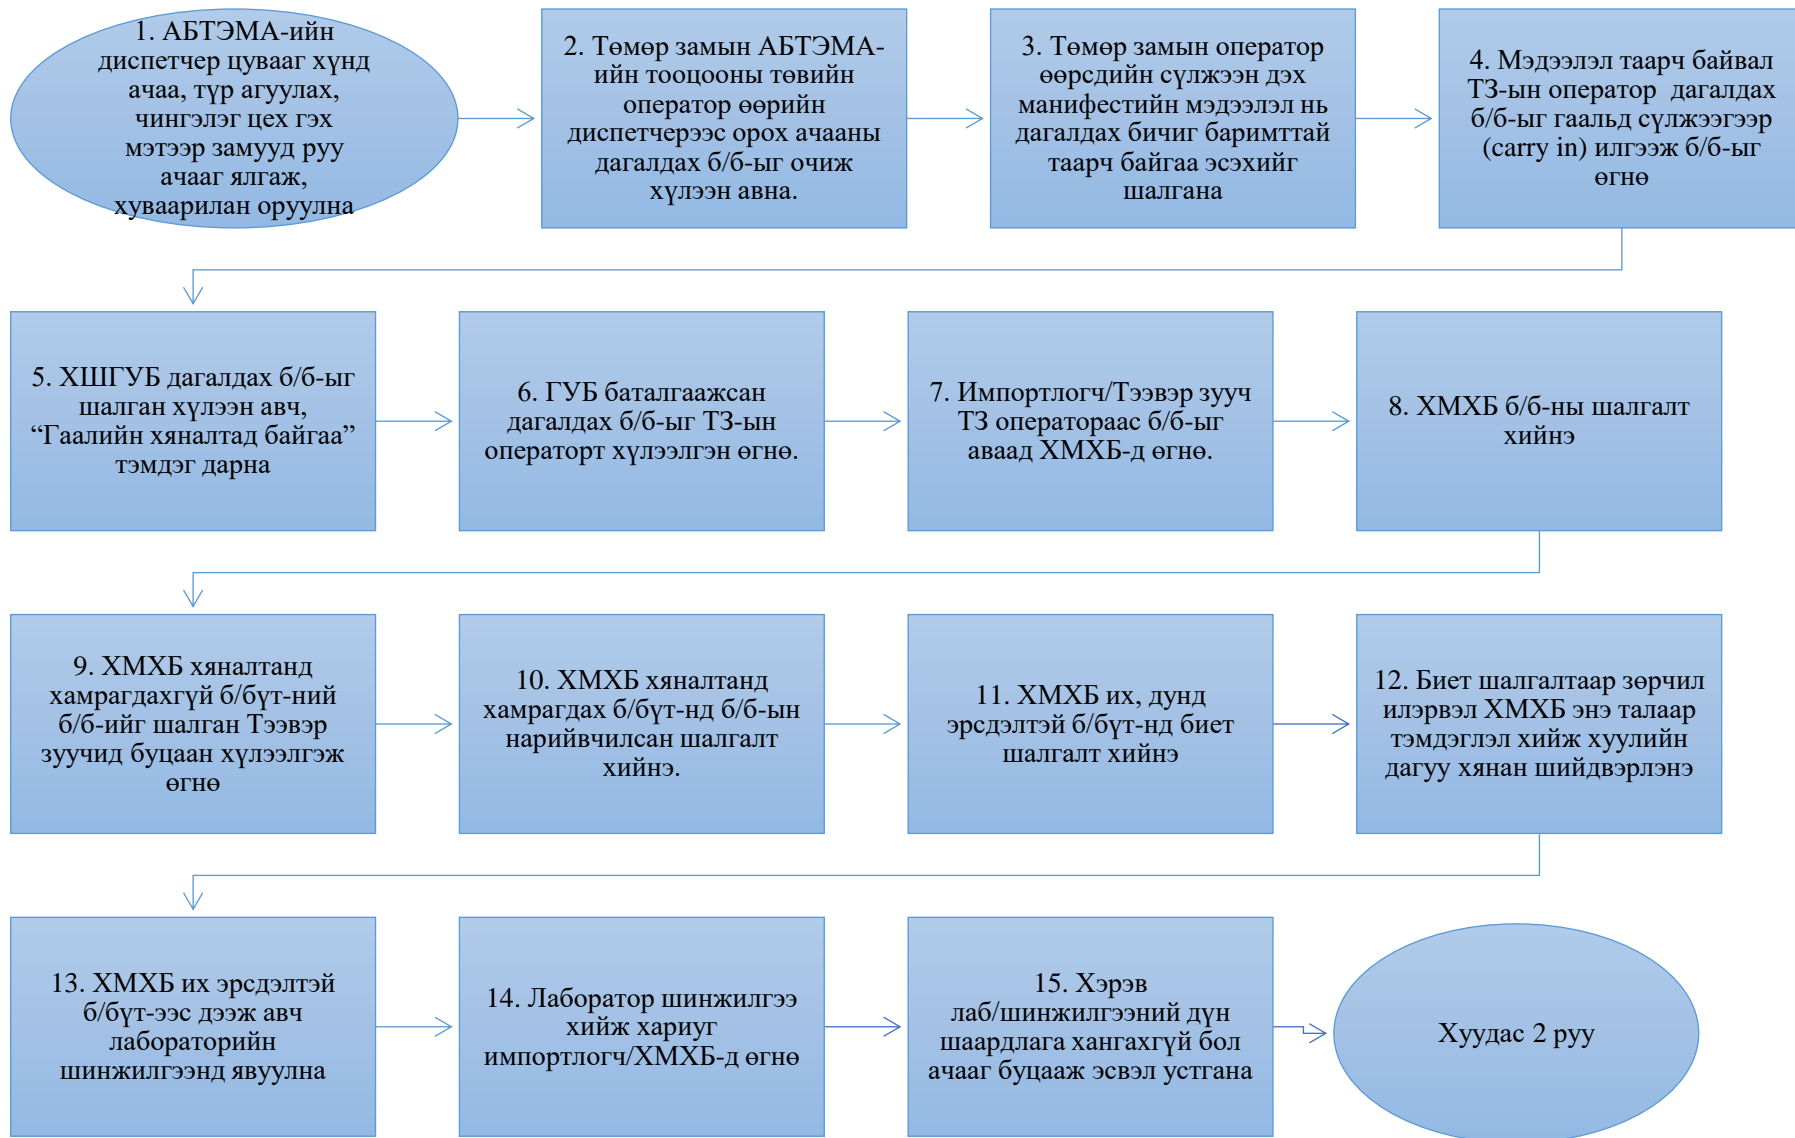 1. АБТЭМА-ийн
диспетчер цувааг хүнд
ачаа, түр агуулах,
чингэлэг цех гэх
мэтээр замууд руу
ачааг ялгаж,
хуваарилан оруулна
2. Төмөр замын АБТЭМА-
ийн тооцооны төвийн
оператор өөрийн
диспетчерээс орох ачааны
дагалдах б/б-ыг очиж
хүлээн авна.
3. Төмөр замын оператор
өөрсдийн сүлжээн дэх
манифестийн мэдээлэл нь
дагалдах бичиг баримттай
таарч байгаа эсэхийг
шалгана
4. Мэдээлэл таарч байвал
ТЗ-ын оператор дагалдах
б/б-ыг гаальд сүлжээгээр
(carry in) илгээж б/б-ыг
өгнө
5. ХШГУБ дагалдах б/б-ыг
шалган хүлээн авч,
“Гаалийн хяналтад байгаа”
тэмдэг дарна
6. ГУБ баталгаажсан
дагалдах б/б-ыг ТЗ-ын
операторт хүлээлгэн өгнө.
7. Импортлогч/Тээвэр зууч
ТЗ оператораас б/б-ыг
аваад ХМХБ-д өгнө.
8. ХМХБ б/б-ны шалгалт
хийнэ
9. ХМХБ хяналтанд
хамрагдахгүй б/бүт-ний
б/б-ийг шалган Тээвэр
зуучид буцаан хүлээлгэж
өгнө
10. ХМХБ хяналтанд
хамрагдах б/бүт-нд б/б-ын
нарийвчилсан шалгалт
хийнэ.
11. ХМХБ их, дунд
эрсдэлтэй б/бүт-нд биет
шалгалт хийнэ
12. Биет шалгалтаар зөрчил
илэрвэл ХМХБ энэ талаар
тэмдэглэл хийж хуулийн
дагуу хянан шийдвэрлэнэ
13. ХМХБ их эрсдэлтэй
б/бүт-ээс дээж авч
лабораторийн
шинжилгээнд явуулна
14. Лаборатор шинжилгээ
хийж хариуг
импортлогч/ХМХБ-д өгнө
15. Хэрэв
лаб/шинжилгээний дүн
шаардлага хангахгүй бол
ачааг буцааж эсвэл устгана
Хуудас 2 руу